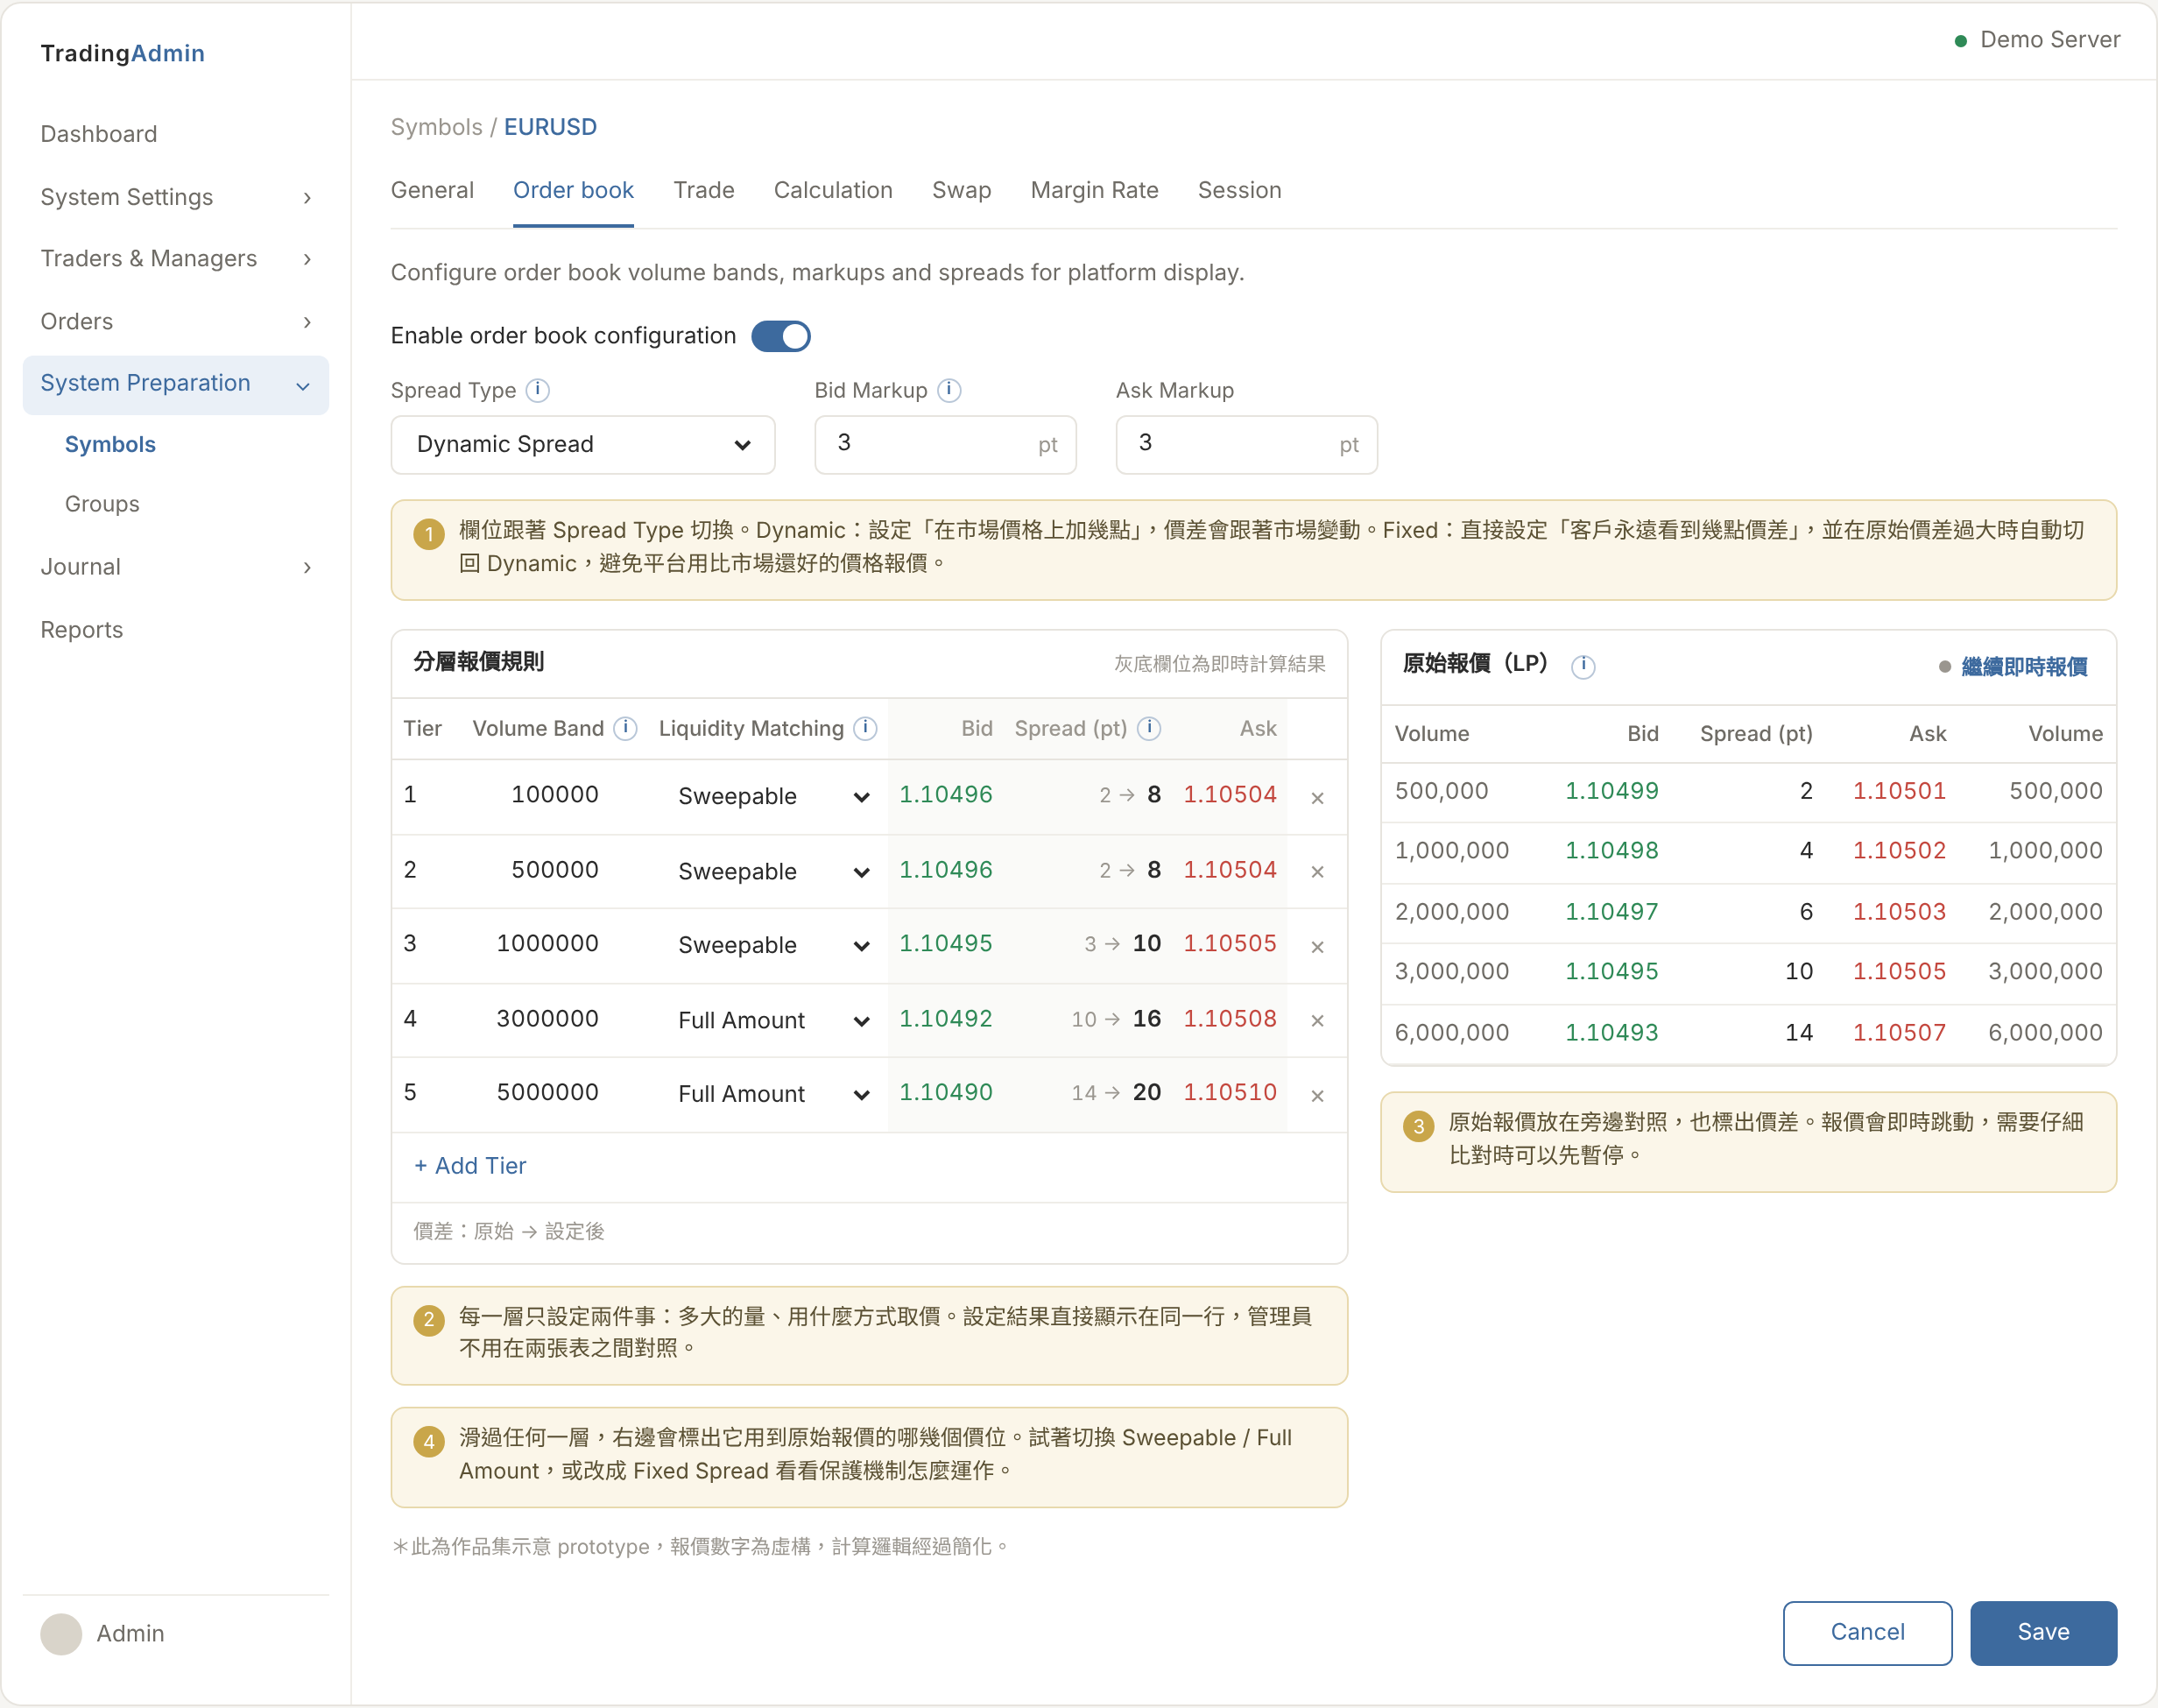 TradingAdmin
Demo Server
Dashboard
System Settings
Traders & Managers
Orders
System Preparation
Symbols
Groups
Journal
Reports
Admin
Symbols / EURUSD
General Order book Trade Calculation Swap Margin Rate Session
Configure order book volume bands, markups and spreads for platform display.
Enable order book configuration
Spread Type i Bid Markup i Ask Markup
Dynamic Spread 3 pt 3 pt
1 欄位跟著 Spread Type 切換。Dynamic：設定「在市場價格上加幾點」，價差會跟著市場變動。Fixed：直接設定「客戶永遠看到幾點價差」，並在原始價差過大時自動切
回 Dynamic，避免平台用比市場還好的價格報價。
分層報價規則 灰底欄位為即時計算結果
Tier Volume Band i Liquidity Matching i Bid Spread (pt) i Ask
1 100000 Sweepable 1.10496 2 → 8 1.10504 ×
2 500000 Sweepable 1.10496 2 → 8 1.10504 ×
3 1000000 Sweepable 1.10495 3 → 10 1.10505 ×
4 3000000 Full Amount 1.10492 10 → 16 1.10508 ×
5 5000000 Full Amount 1.10490 14 → 20 1.10510 ×
+ Add Tier
價差：原始 → 設定後
原始報價（LP） i 繼續即時報價
Volume Bid Spread (pt) Ask Volume
500,000 1.10499 2 1.10501 500,000
1,000,000 1.10498 4 1.10502 1,000,000
2,000,000 1.10497 6 1.10503 2,000,000
3,000,000 1.10495 10 1.10505 3,000,000
6,000,000 1.10493 14 1.10507 6,000,000
3 原始報價放在旁邊對照，也標出價差。報價會即時跳動，需要仔細
比對時可以先暫停。
2 每一層只設定兩件事：多大的量、用什麼方式取價。設定結果直接顯示在同一行，管理員
不用在兩張表之間對照。
4 滑過任何一層，右邊會標出它用到原始報價的哪幾個價位。試著切換 Sweepable / Full
Amount，或改成 Fixed Spread 看看保護機制怎麼運作。
＊此為作品集示意 prototype，報價數字為虛構，計算邏輯經過簡化。
Cancel Save